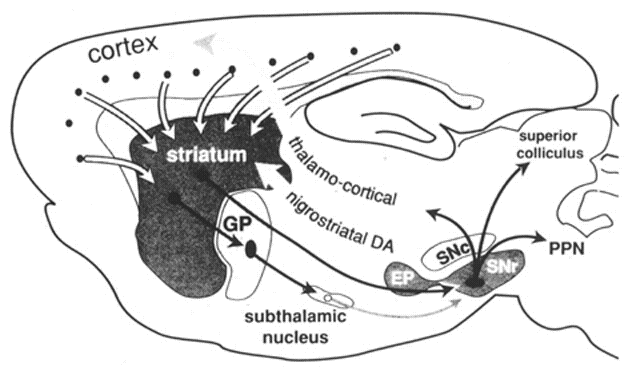 cortex
striatum
thalamo-cortical
nigrostriatal DA
GP
superior
colliculus
SNc
PPN
EP
SNr
subthalamic
nucleus